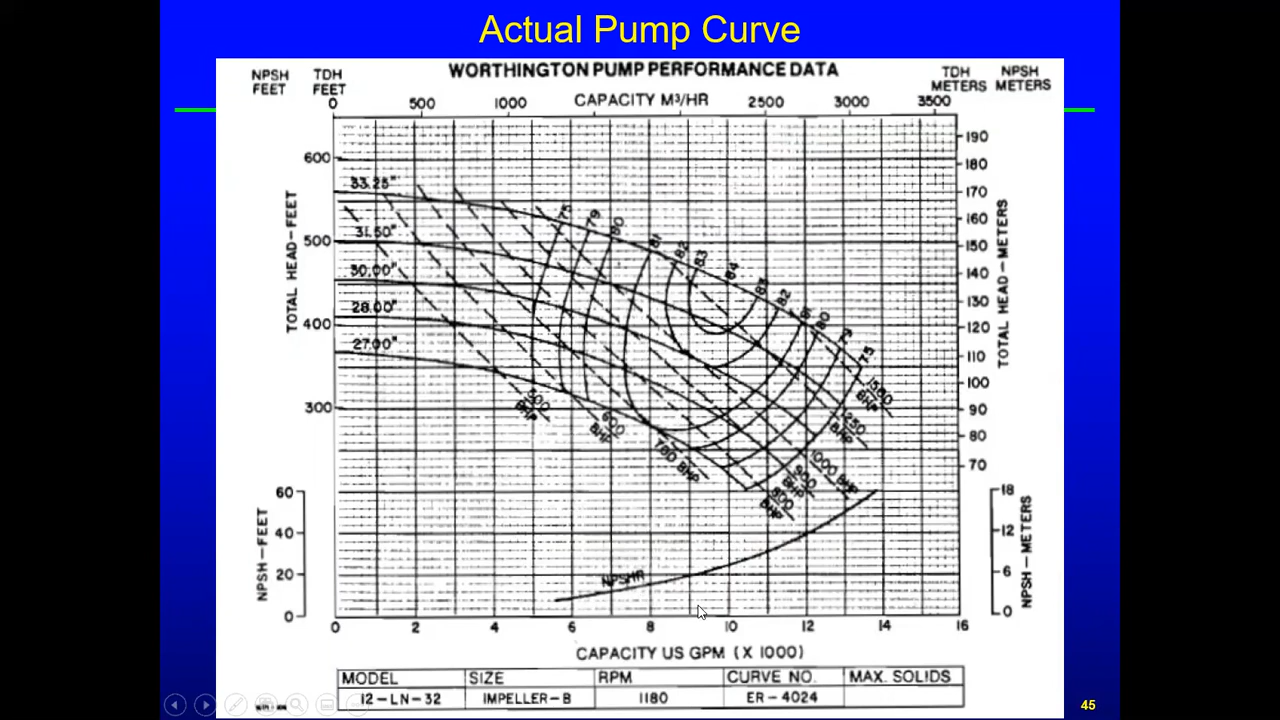 Actual Pump Curve
WORTHINGTON PUMP PERFORMANCE DATA
NPSH FEET
TDH FEET
TDH METERS
NPSH METERS
CAPACITY M³/HR
0 500 1000 2500 3000 3500
600
500
400
300
TOTAL HEAD-FEET
190
180
170
160
150
140
130
120
110
100
90
80
70
TOTAL HEAD-METERS
33.25"
31.50"
30.00"
28.00"
27.00"
75 79 80 81 82 83 84 83 82 81 80 79 75
500 BHP
600 BHP
700 BHP
800 BHP
900 BHP
1000 BHP
1250 BHP
1500 BHP
60
40
20
0
NPSH-FEET
NPSHR
18
12
6
0
NPSH-METERS
0 2 4 6 8 10 12 14 16
CAPACITY US GPM (X 1000)
MODEL SIZE RPM CURVE NO. MAX. SOLIDS
12-LN-32 IMPELLER-B 1180 ER-4024
45